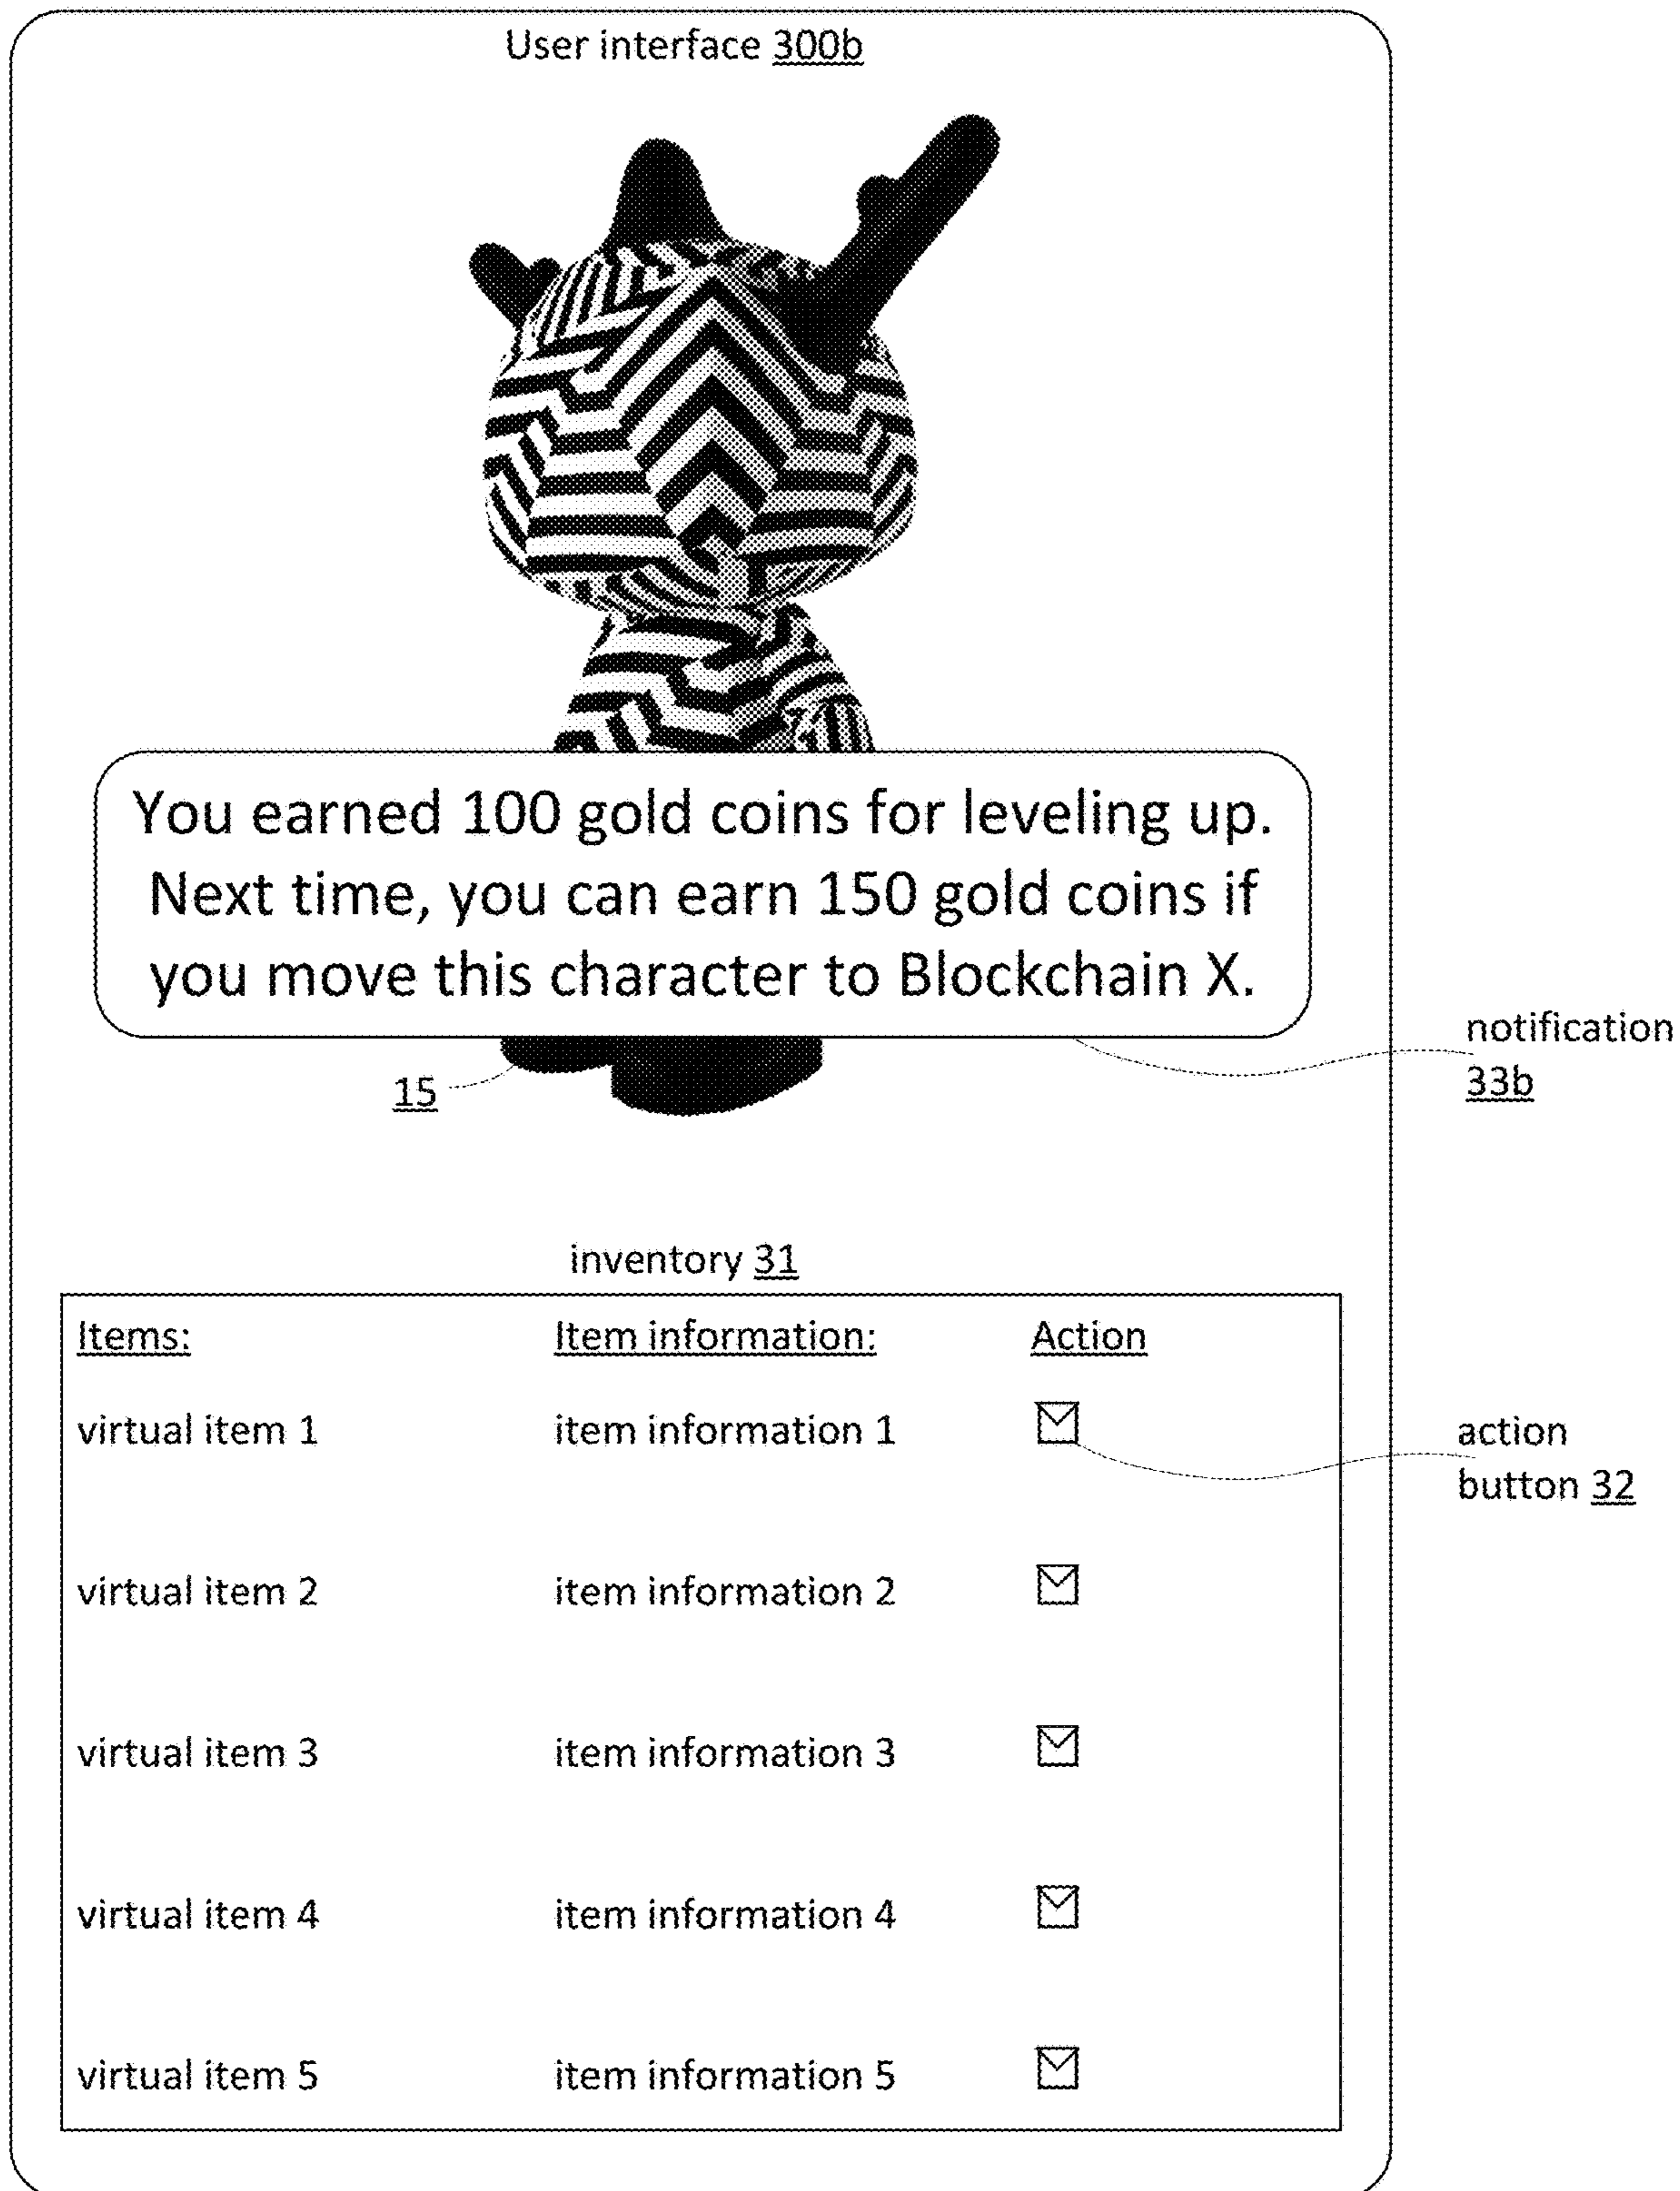 User interface 300b
You earned 100 gold coins for leveling up.
Next time, you can earn 150 gold coins if
you move this character to Blockchain X.
notification
33b
15
inventory 31
Items: Item information: Action
virtual item 1 item information 1
action
button 32
virtual item 2 item information 2
virtual item 3 item information 3
virtual item 4 item information 4
virtual item 5 item information 5